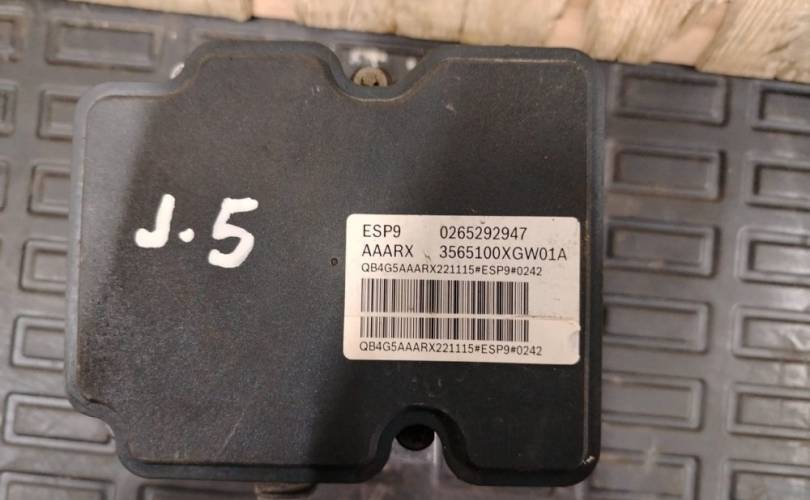 J.5
ESP9 0265292947
AAARX 3565100XGW01A
QB4G5AAARX221115#ESP9#0242
QB4G5AAARX221115#ESP9#0242